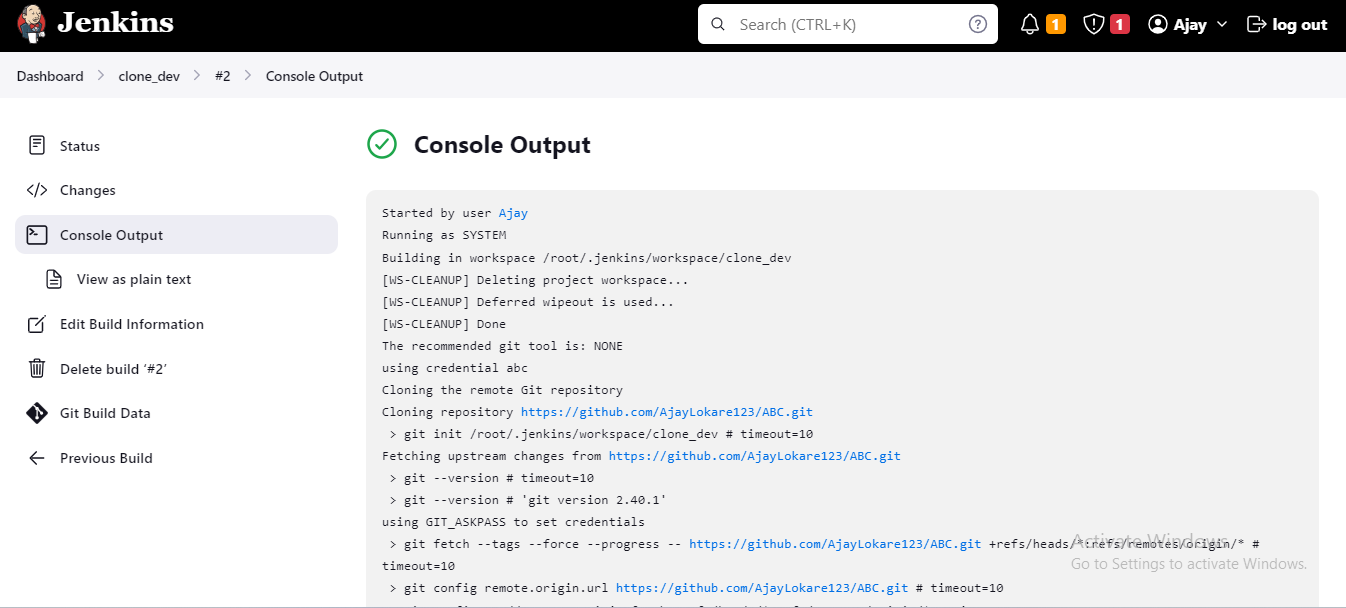 Jenkins
Search (CTRL+K)
1
1
Ajay
log out
Dashboard
clone_dev
#2
Console Output
Status
Changes
Console Output
View as plain text
Edit Build Information
Delete build ‘#2’
Git Build Data
Previous Build
Console Output
Started by user Ajay
Running as SYSTEM
Building in workspace /root/.jenkins/workspace/clone_dev
[WS-CLEANUP] Deleting project workspace...
[WS-CLEANUP] Deferred wipeout is used...
[WS-CLEANUP] Done
The recommended git tool is: NONE
using credential abc
Cloning the remote Git repository
Cloning repository https://github.com/AjayLokare123/ABC.git
> git init /root/.jenkins/workspace/clone_dev # timeout=10
Fetching upstream changes from https://github.com/AjayLokare123/ABC.git
> git --version # timeout=10
> git --version # 'git version 2.40.1'
using GIT_ASKPASS to set credentials
> git fetch --tags --force --progress -- https://github.com/AjayLokare123/ABC.git +refs/heads/*:refs/remotes/origin/* #
timeout=10
> git config remote.origin.url https://github.com/AjayLokare123/ABC.git # timeout=10
Activate Windows
Go to Settings to activate Windows.